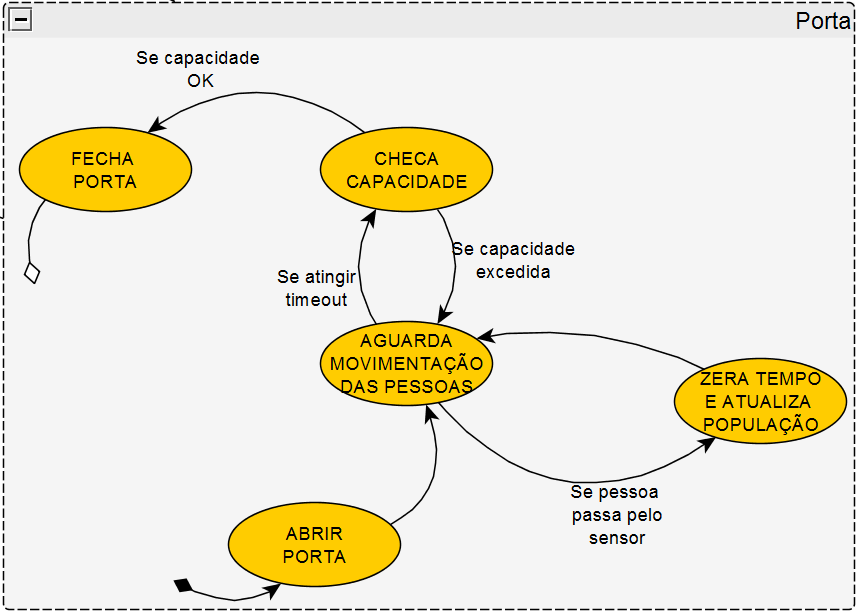 Porta
Se capacidade
OK
FECHA
PORTA
CHECA
CAPACIDADE
Se capacidade
excedida
Se atingir
timeout
AGUARDA
MOVIMENTAÇÃO
DAS PESSOAS
ZERA TEMPO
E ATUALIZA
POPULAÇÃO
Se pessoa
passa pelo
sensor
ABRIR
PORTA